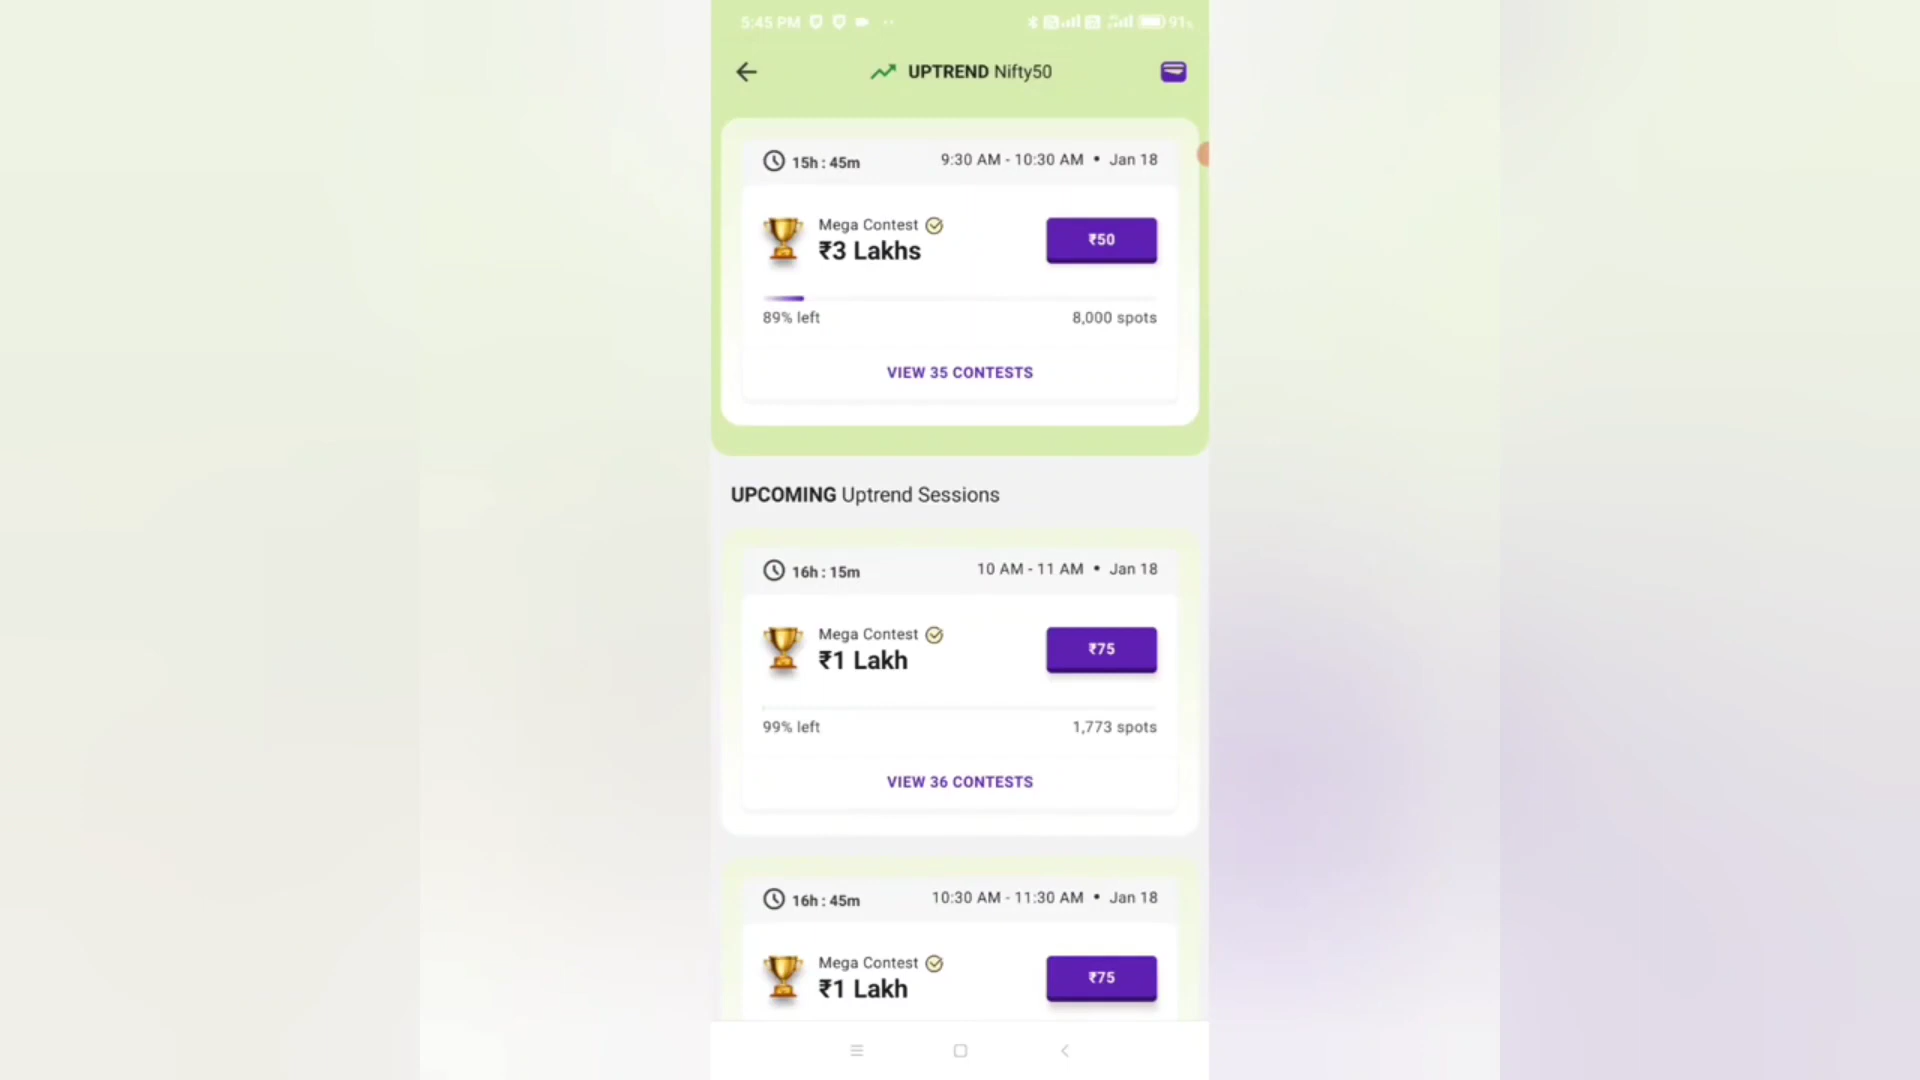 5:45 PM 91%
UPTREND Nifty50
15h : 45m 9:30 AM - 10:30 AM • Jan 18
Mega Contest
₹3 Lakhs
₹50
89% left 8,000 spots
VIEW 35 CONTESTS
UPCOMING Uptrend Sessions
16h : 15m 10 AM - 11 AM • Jan 18
Mega Contest
₹1 Lakh
₹75
99% left 1,773 spots
VIEW 36 CONTESTS
16h : 45m 10:30 AM - 11:30 AM • Jan 18
Mega Contest
₹1 Lakh
₹75